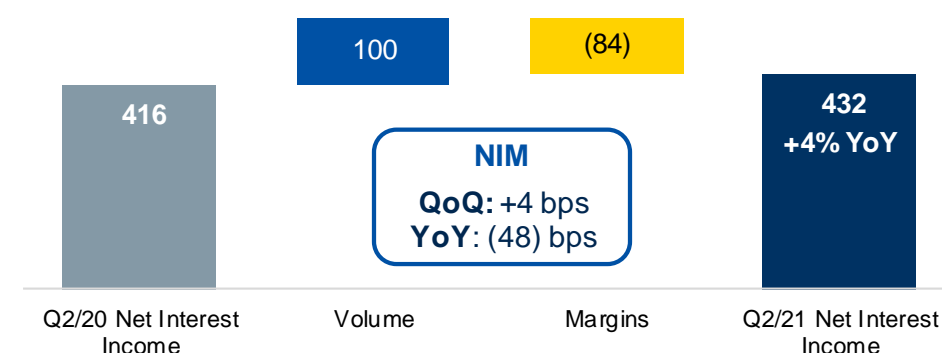 100
(84)
416
432
+4% YoY
NIM
QoQ: +4 bps
YoY: (48) bps
Q2/20 Net Interest
Income
Volume
Margins
Q2/21 Net Interest
Income